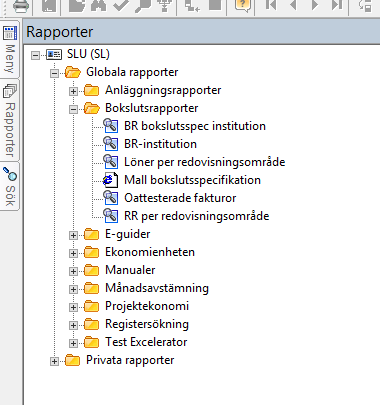 Rapporter
Meny
Rapporter
Sök
SLU (SL)
Globala rapporter
Anläggningsrapporter
Bokslutsrapporter
BR bokslutsspec institution
BR-institution
Löner per redovisningsområde
Mall bokslutsspecifikation
Oattesterade fakturor
RR per redovisningsområde
E-guider
Ekonomienheten
Manualer
Månadsavstämning
Projektekonomi
Registersökning
Test Excelerator
Privata rapporter